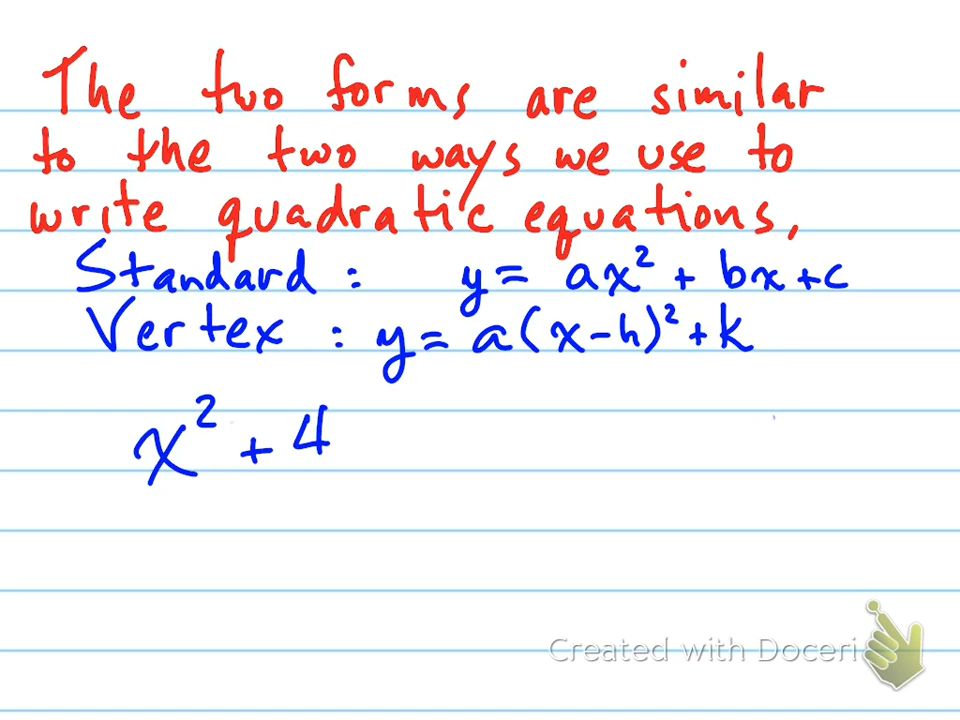 The two forms are similar
to the two ways we use to
write quadratic equations,
Standard : y = ax² + bx + c
Vertex : y = a(x-h)² + k
x² + 4
Created with Doceri